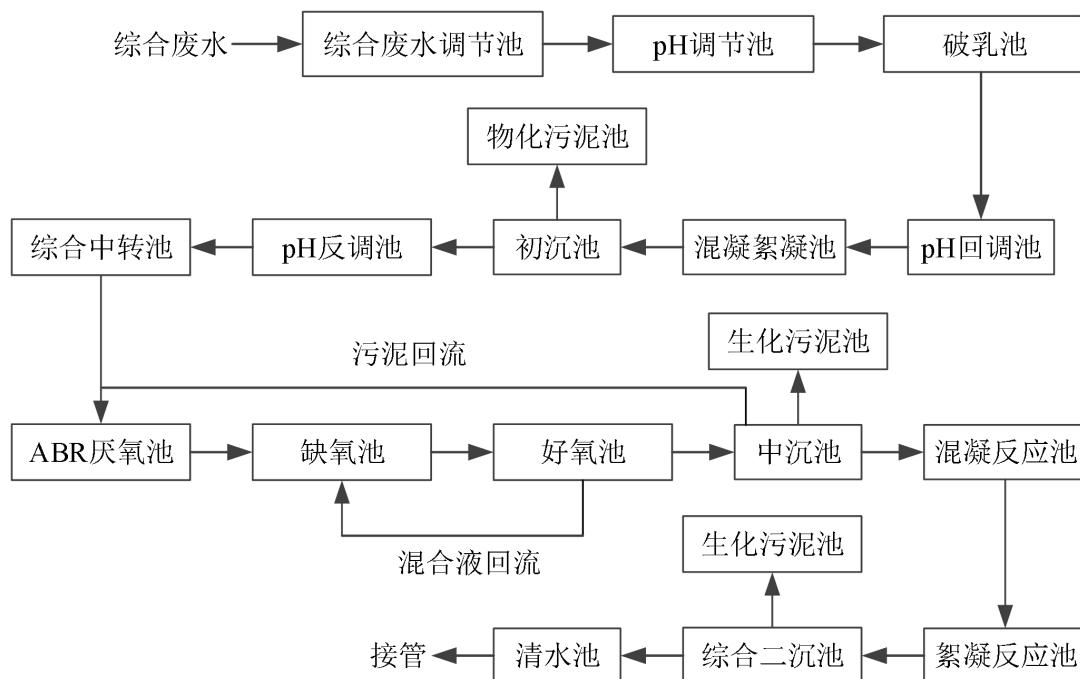 综合废水
综合废水调节池
pH调节池
破乳池
物化污泥池
综合中转池
pH反调池
初沉池
混凝絮凝池
pH回调池
生化污泥池
污泥回流
ABR厌氧池
缺氧池
好氧池
中沉池
混凝反应池
生化污泥池
混合液回流
接管
清水池
综合二沉池
絮凝反应池